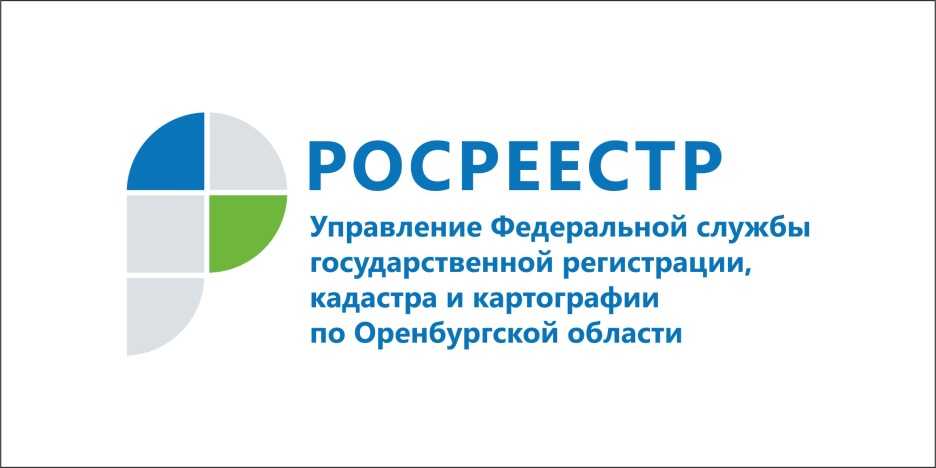 РОСРЕЕСТР
Управление Федеральной службы
государственной регистрации,
кадастра и картографии
по Оренбургской области